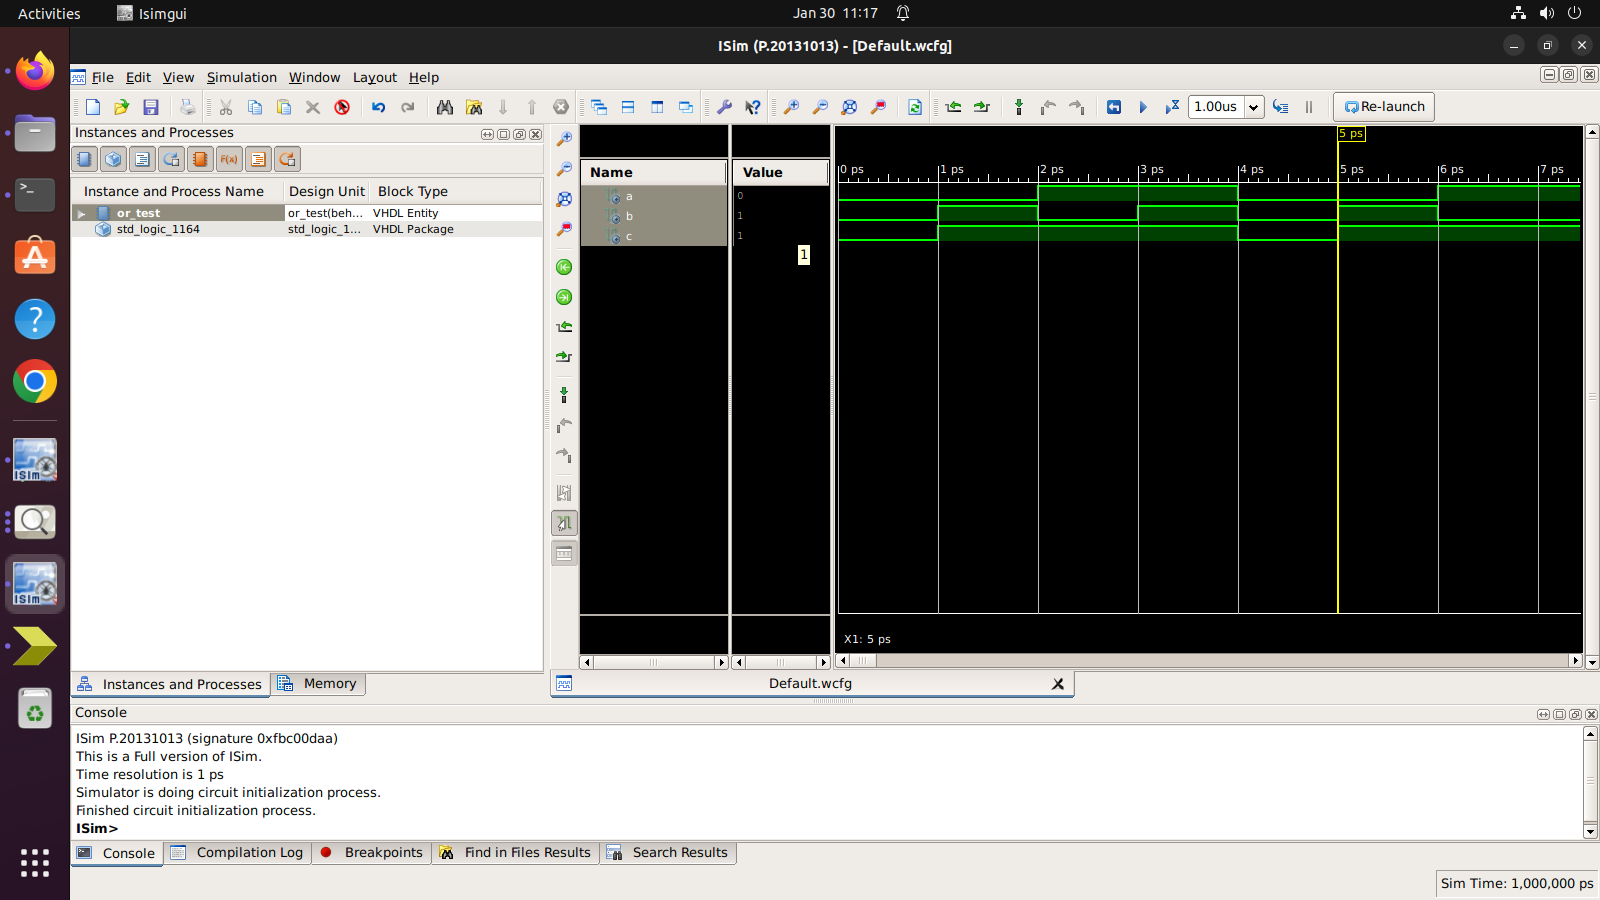 Activities
Isimgui
Jan 30 11:17
ISim (P.20131013) - [Default.wcfg]
File Edit View Simulation Window Layout Help
1.00us
Re-launch
Instances and Processes
F(x)
Instance and Process Name Design Unit Block Type
or_test or_test(beh... VHDL Entity
std_logic_1164 std_logic_1... VHDL Package
Instances and Processes
Memory
Name
a
b
c
Value
0
1
1
1
5 ps
0 ps 1 ps 2 ps 3 ps 4 ps 5 ps 6 ps 7 ps
X1: 5 ps
Default.wcfg
Console
ISim P.20131013 (signature 0xfbc00daa)
This is a Full version of ISim.
Time resolution is 1 ps
Simulator is doing circuit initialization process.
Finished circuit initialization process.
ISim>
Console
Compilation Log
Breakpoints
Find in Files Results
Search Results
Sim Time: 1,000,000 ps
>_
?
ISim
ISim